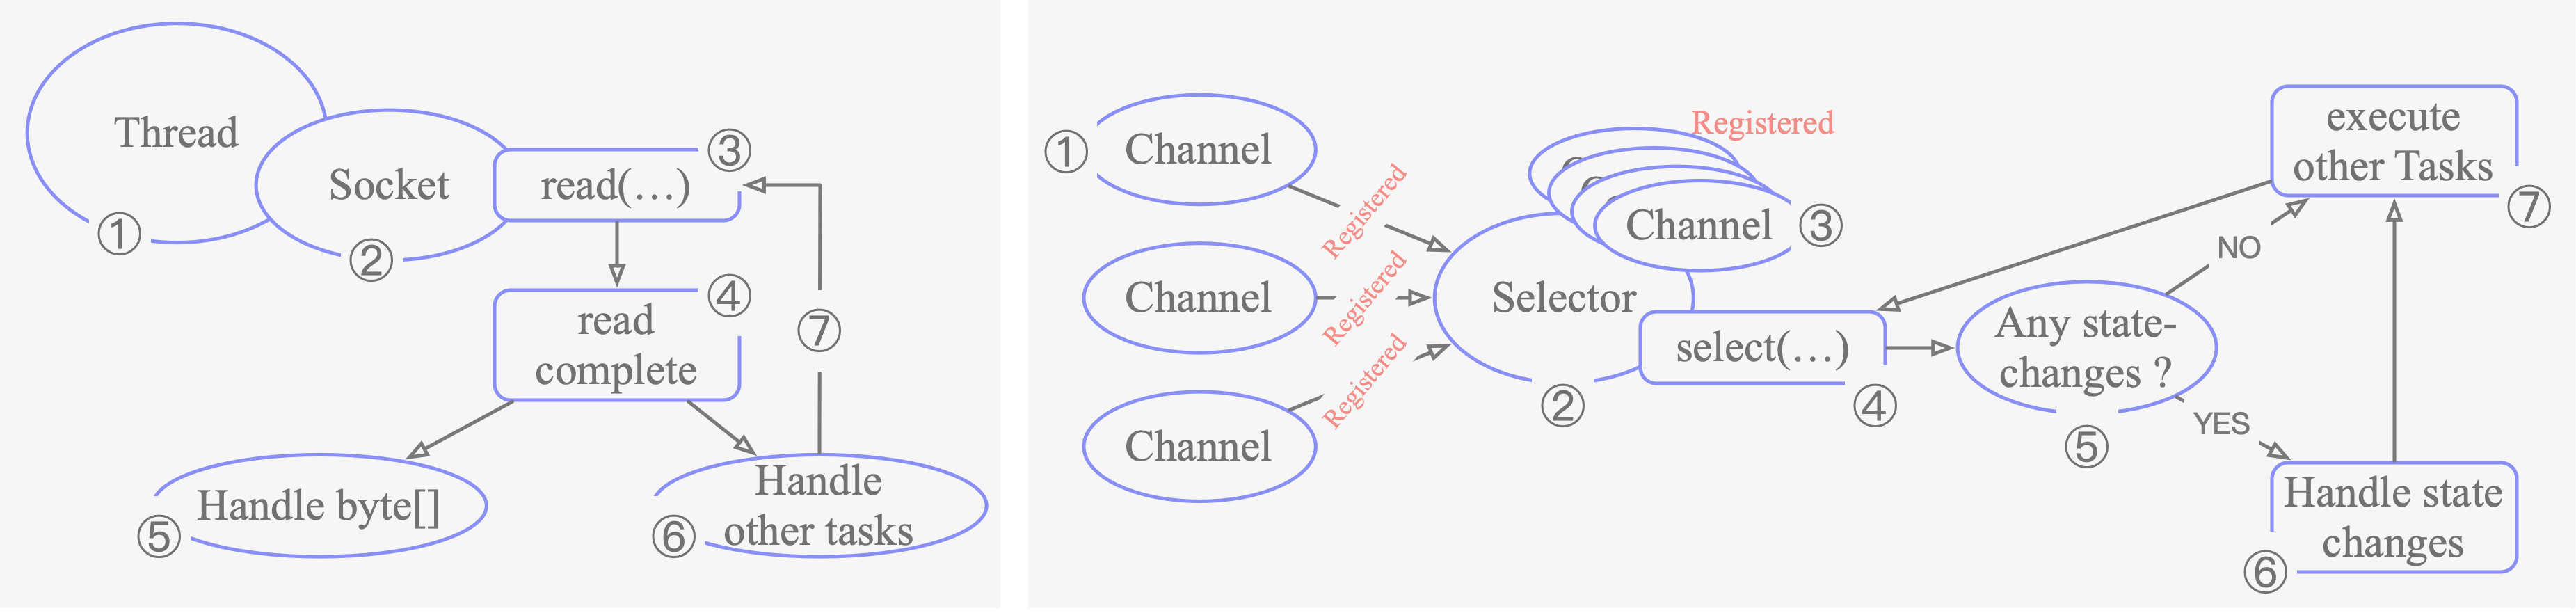 Thread
①
Socket
②
read(…)
③
read
complete
④
Handle byte[]
⑤
Handle
other tasks
⑥
⑦
①
Channel
Channel
Channel
Registered
Registered
Registered
Selector
②
Registered
Channel
③
select(…)
④
Any state-
changes ?
⑤
NO
YES
Handle state
changes
⑥
execute
other Tasks
⑦